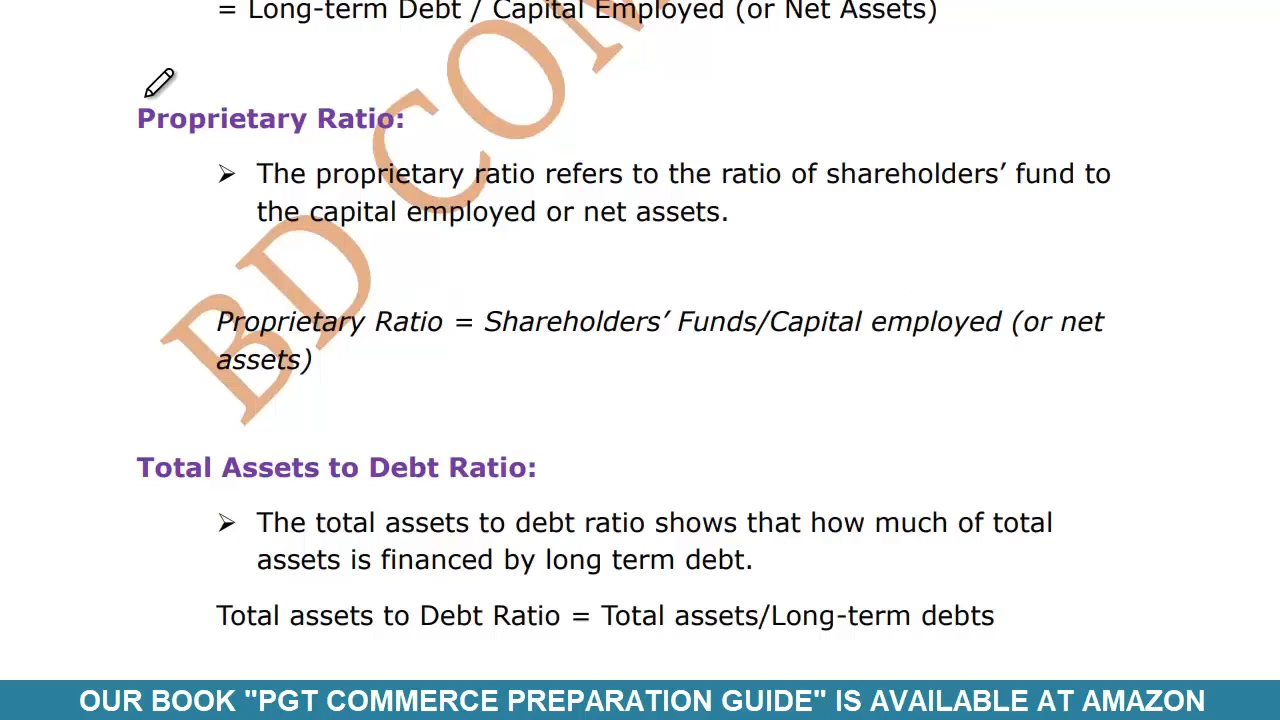 = Long-term Debt / Capital Employed (or Net Assets)
Proprietary Ratio:
➢ The proprietary ratio refers to the ratio of shareholders’ fund to
the capital employed or net assets.
Proprietary Ratio = Shareholders’ Funds/Capital employed (or net
assets)
Total Assets to Debt Ratio:
➢ The total assets to debt ratio shows that how much of total
assets is financed by long term debt.
Total assets to Debt Ratio = Total assets/Long-term debts
BD COM
OUR BOOK "PGT COMMERCE PREPARATION GUIDE" IS AVAILABLE AT AMAZON